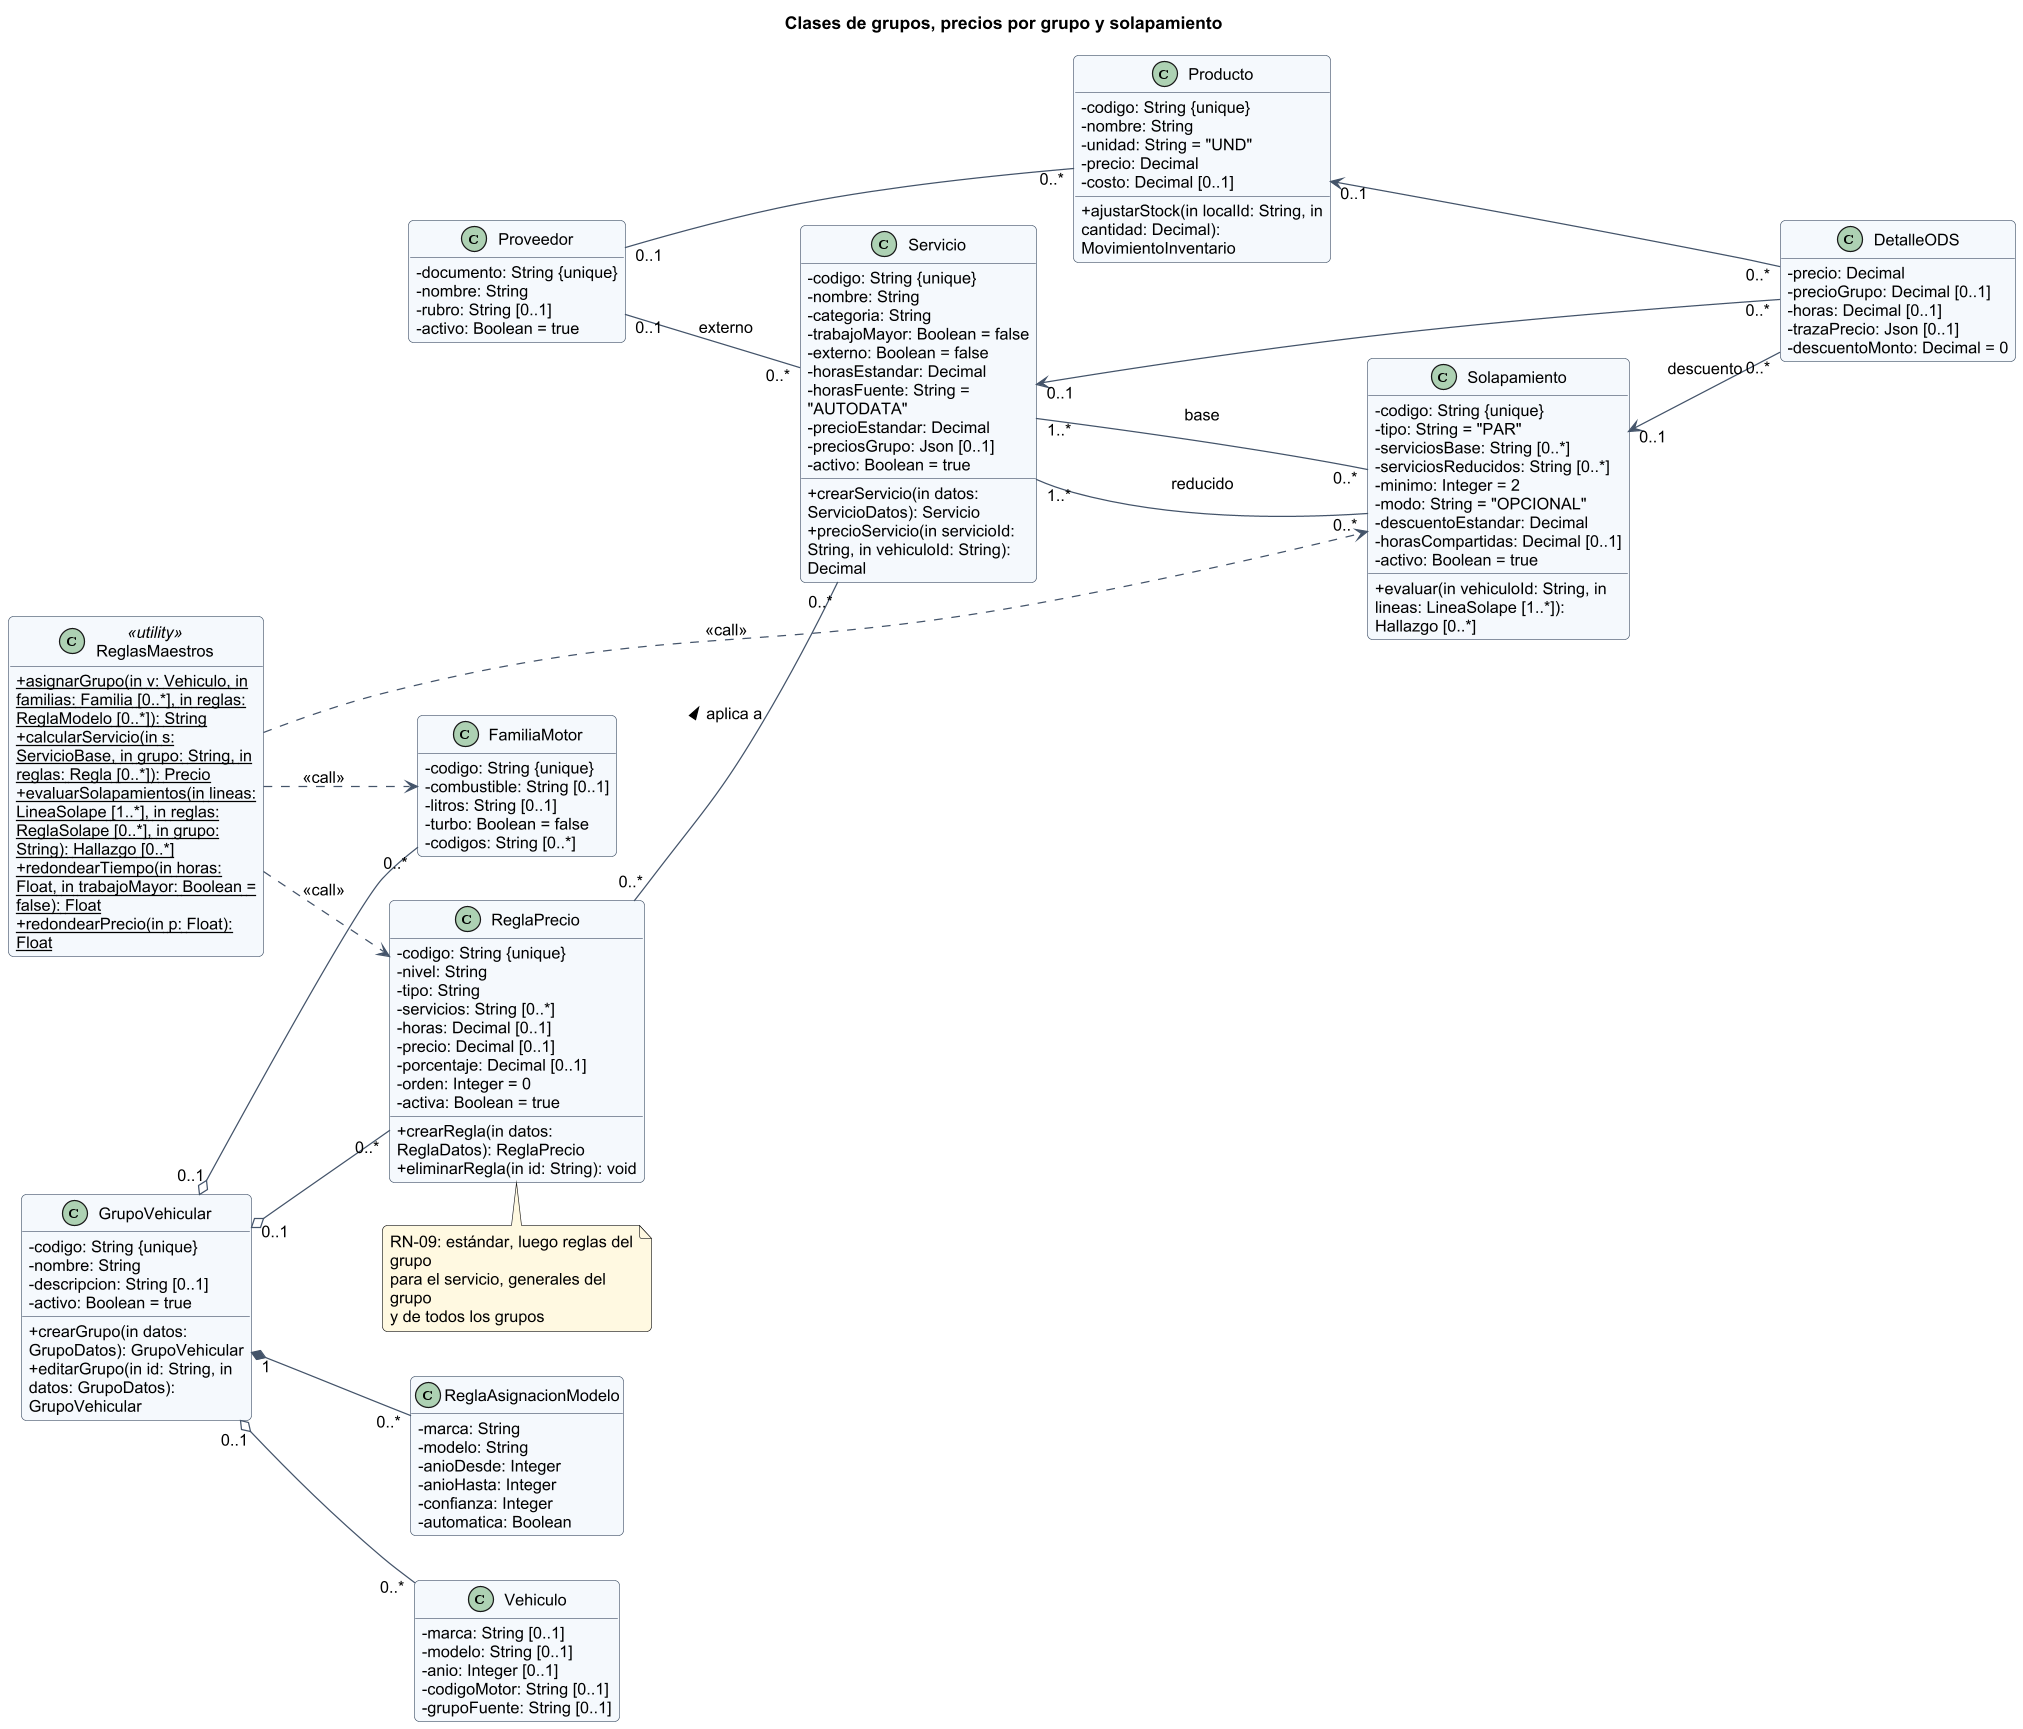 Clases de grupos, precios por grupo y solapamiento
C Producto
-codigo: String {unique}
-nombre: String
-unidad: String = "UND"
-precio: Decimal
-costo: Decimal [0..1]
+ajustarStock(in localId: String, in
cantidad: Decimal):
MovimientoInventario
0..*
0..1
C Proveedor
-documento: String {unique}
-nombre: String
-rubro: String [0..1]
-activo: Boolean = true
0..1
0..1
externo
0..*
C Servicio
-codigo: String {unique}
-nombre: String
-categoria: String
-trabajoMayor: Boolean = false
-externo: Boolean = false
-horasEstandar: Decimal
-horasFuente: String =
"AUTODATA"
-precioEstandar: Decimal
-preciosGrupo: Json [0..1]
-activo: Boolean = true
+crearServicio(in datos:
ServicioDatos): Servicio
+precioServicio(in servicioId:
String, in vehiculoId: String):
Decimal
0..1
1..*
base
0..*
1..*
reducido
0..*
C DetalleODS
-precio: Decimal
-precioGrupo: Decimal [0..1]
-horas: Decimal [0..1]
-trazaPrecio: Json [0..1]
-descuentoMonto: Decimal = 0
0..*
0..*
descuento 0..*
0..1
C Solapamiento
-codigo: String {unique}
-tipo: String = "PAR"
-serviciosBase: String [0..*]
-serviciosReducidos: String [0..*]
-minimo: Integer = 2
-modo: String = "OPCIONAL"
-descuentoEstandar: Decimal
-horasCompartidas: Decimal [0..1]
-activo: Boolean = true
+evaluar(in vehiculoId: String, in
lineas: LineaSolape [1..*]):
Hallazgo [0..*]
0..*
«call»
aplica a
0..*
C «utility»
ReglasMaestros
+asignarGrupo(in v: Vehiculo, in
familias: Familia [0..*], in reglas:
ReglaModelo [0..*]): String
+calcularServicio(in s:
ServicioBase, in grupo: String, in
reglas: Regla [0..*]): Precio
+evaluarSolapamientos(in lineas:
LineaSolape [1..*], in reglas:
ReglaSolape [0..*], in grupo:
String): Hallazgo [0..*]
+redondearTiempo(in horas:
Float, in trabajoMayor: Boolean =
false): Float
+redondearPrecio(in p: Float):
Float
«call»
«call»
C FamiliaMotor
-codigo: String {unique}
-combustible: String [0..1]
-litros: String [0..1]
-turbo: Boolean = false
-codigos: String [0..*]
0..*
C ReglaPrecio
-codigo: String {unique}
-nivel: String
-tipo: String
-servicios: String [0..*]
-horas: Decimal [0..1]
-precio: Decimal [0..1]
-porcentaje: Decimal [0..1]
-orden: Integer = 0
-activa: Boolean = true
+crearRegla(in datos:
ReglaDatos): ReglaPrecio
+eliminarRegla(in id: String): void
0..*
RN-09: estándar, luego reglas del
grupo
para el servicio, generales del
grupo
y de todos los grupos
0..1
0..1
C GrupoVehicular
-codigo: String {unique}
-nombre: String
-descripcion: String [0..1]
-activo: Boolean = true
+crearGrupo(in datos:
GrupoDatos): GrupoVehicular
+editarGrupo(in id: String, in
datos: GrupoDatos):
GrupoVehicular
1
0..*
0..1
0..*
C ReglaAsignacionModelo
-marca: String
-modelo: String
-anioDesde: Integer
-anioHasta: Integer
-confianza: Integer
-automatica: Boolean
C Vehiculo
-marca: String [0..1]
-modelo: String [0..1]
-anio: Integer [0..1]
-codigoMotor: String [0..1]
-grupoFuente: String [0..1]